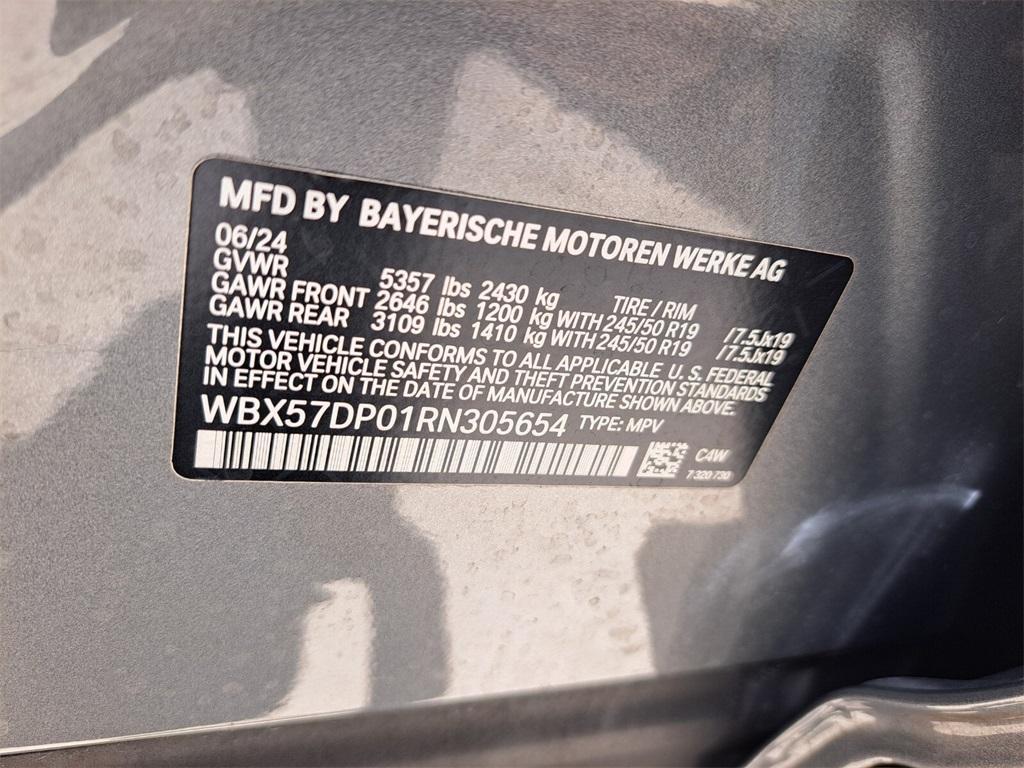 MFD BY BAYERISCHE MOTOREN WERKE AG
06/24
GVWR 5357 lbs 2430 kg TIRE / RIM
GAWR FRONT 2646 lbs 1200 kg WITH 245/50 R19 /7.5Jx19
GAWR REAR 3109 lbs 1410 kg WITH 245/50 R19 /7.5Jx19
THIS VEHICLE CONFORMS TO ALL APPLICABLE U. S. FEDERAL
MOTOR VEHICLE SAFETY AND THEFT PREVENTION STANDARDS
IN EFFECT ON THE DATE OF MANUFACTURE SHOWN ABOVE.
WBX57DP01RN305654 TYPE: MPV
C4W
7 320 730